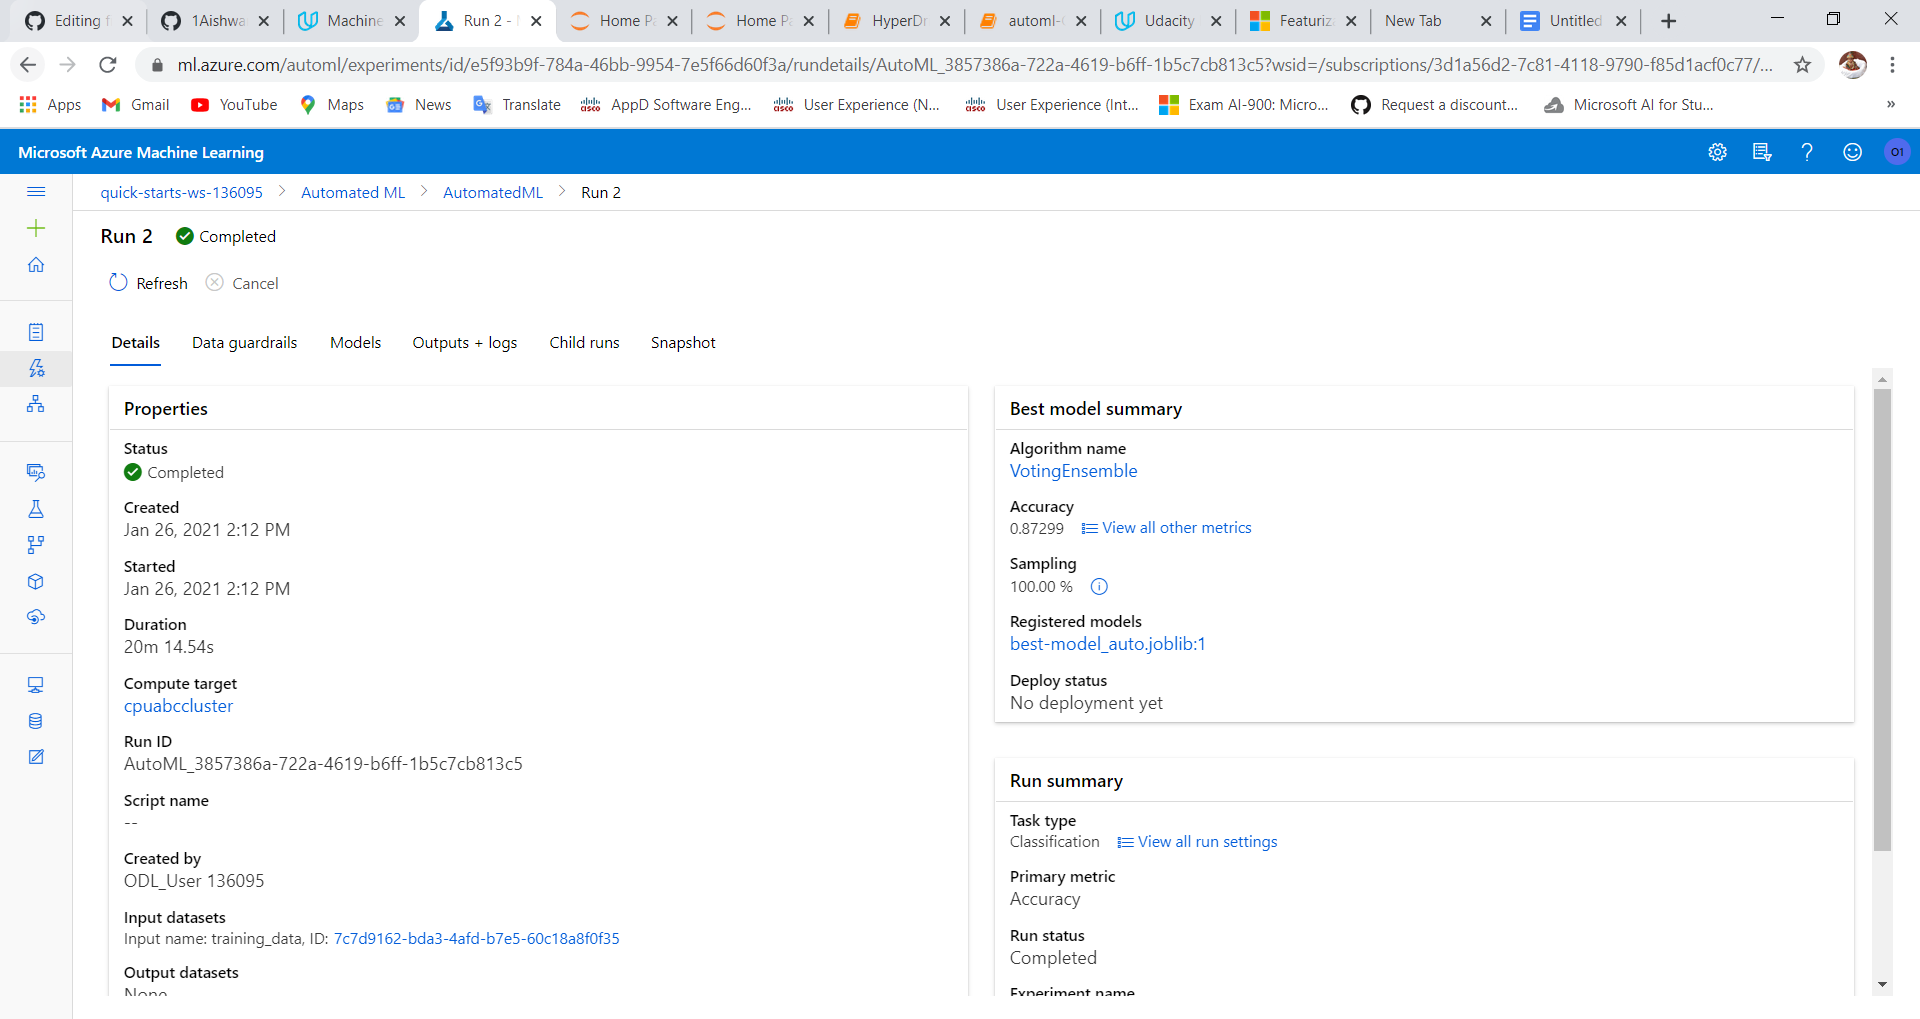 Editing f
1Aishwa
Machine
Run 2 -
Home Pa
Home Pa
HyperDr
automl-
Udacity
Featuriz
New Tab
Untitled
ml.azure.com/automl/experiments/id/e5f93b9f-784a-46bb-9954-7e5f66d60f3a/rundetails/AutoML_3857386a-722a-4619-b6ff-1b5c7cb813c5?wsid=/subscriptions/3d1a56d2-7c81-4118-9790-f85d1acf0c77/...
Apps
Gmail
YouTube
Maps
News
Translate
AppD Software Eng...
User Experience (N...
User Experience (Int...
Exam AI-900: Micro...
Request a discount...
Microsoft AI for Stu...
»
Microsoft Azure Machine Learning
O1
quick-starts-ws-136095 > Automated ML > AutomatedML > Run 2
Run 2 Completed
Refresh Cancel
Details Data guardrails Models Outputs + logs Child runs Snapshot
Properties
Status
Completed
Created
Jan 26, 2021 2:12 PM
Started
Jan 26, 2021 2:12 PM
Duration
20m 14.54s
Compute target
cpuabccluster
Run ID
AutoML_3857386a-722a-4619-b6ff-1b5c7cb813c5
Script name
--
Created by
ODL_User 136095
Input datasets
Input name: training_data, ID: 7c7d9162-bda3-4afd-b7e5-60c18a8f0f35
Output datasets
None
Best model summary
Algorithm name
VotingEnsemble
Accuracy
0.87299 View all other metrics
Sampling
100.00 %
Registered models
best-model_auto.joblib:1
Deploy status
No deployment yet
Run summary
Task type
Classification View all run settings
Primary metric
Accuracy
Run status
Completed
Experiment name